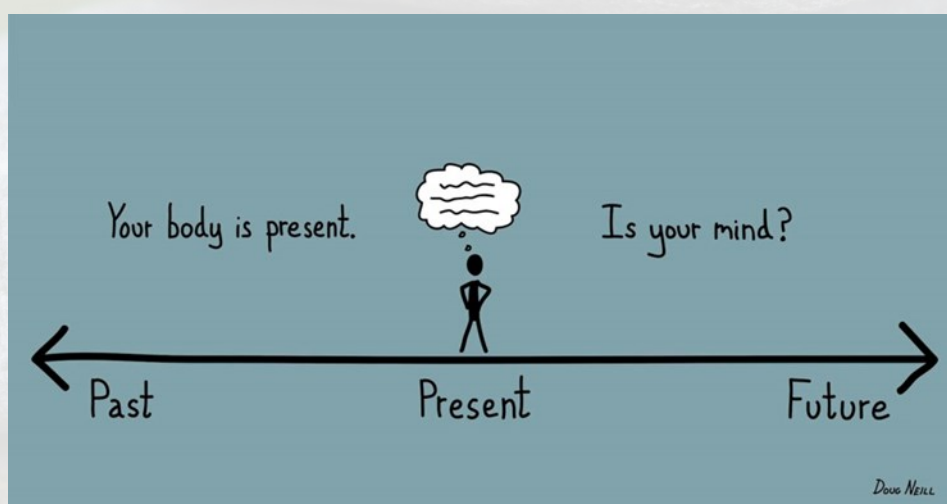 Your body is present.
Is your mind?
Past
Present
Future
Doug Neill